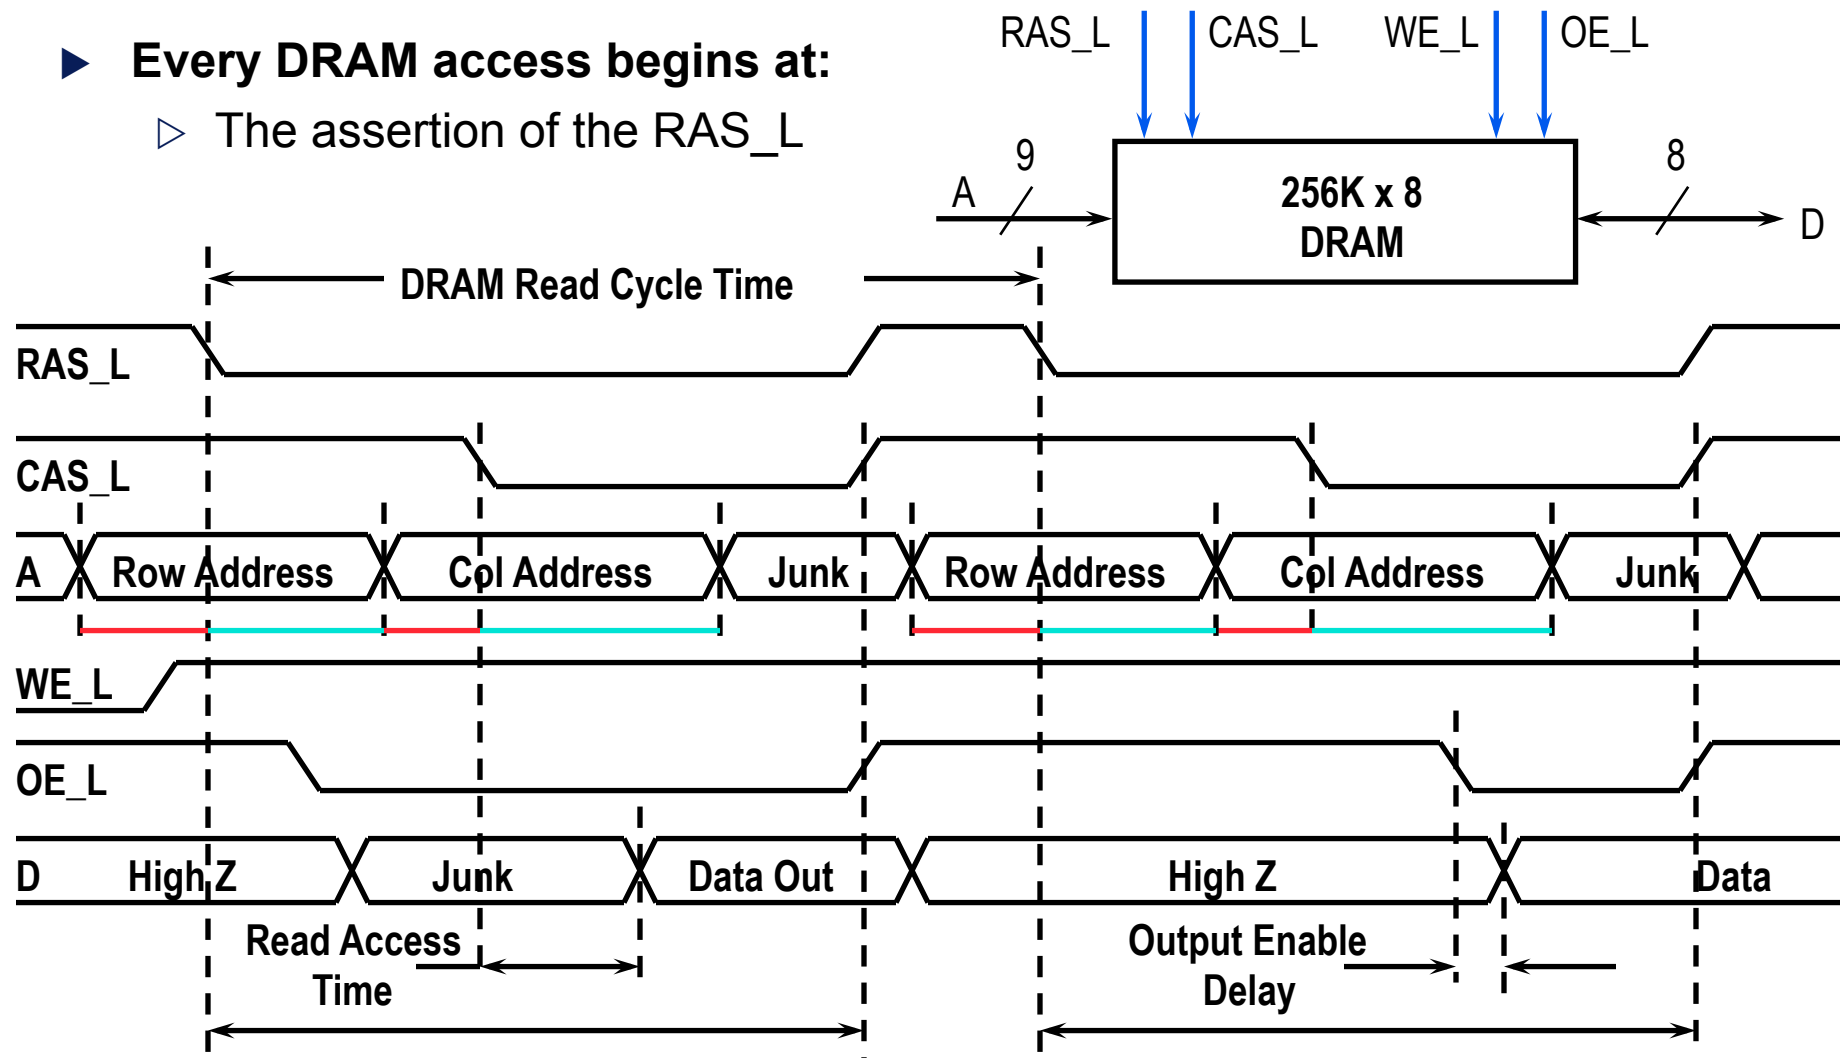 Every DRAM access begins at:
The assertion of the RAS_L
RAS_L
CAS_L
WE_L
OE_L
A
9
256K x 8
DRAM
8
D
DRAM Read Cycle Time
RAS_L
CAS_L
A
Row Address
Col Address
Junk
Row Address
Col Address
Junk
WE_L
OE_L
D
High Z
Junk
Data Out
High Z
Data
Read Access
Time
Output Enable
Delay